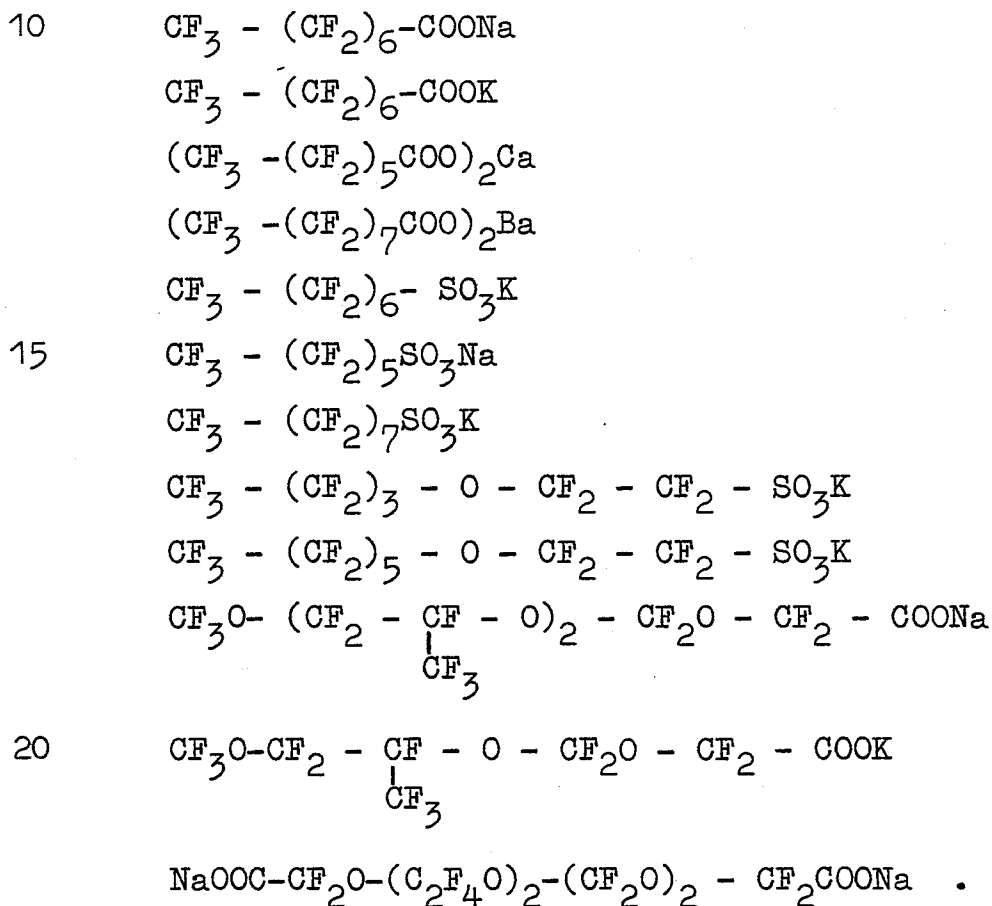 10 CF3 - (CF2)6-COONa
CF3 - (CF2)6-COOK
(CF3 -(CF2)5COO)2Ca
(CF3 -(CF2)7COO)2Ba
CF3 - (CF2)6- SO3K
15 CF3 - (CF2)5SO3Na
CF3 - (CF2)7SO3K
CF3 - (CF2)3 - O - CF2 - CF2 - SO3K
CF3 - (CF2)5 - O - CF2 - CF2 - SO3K
CF3O- (CF2 - CF - O)2 - CF2O - CF2 - COONa
CF3
20 CF3O-CF2 - CF - O - CF2O - CF2 - COOK
CF3
NaOOC-CF2O-(C2F4O)2-(CF2O)2 - CF2COONa .